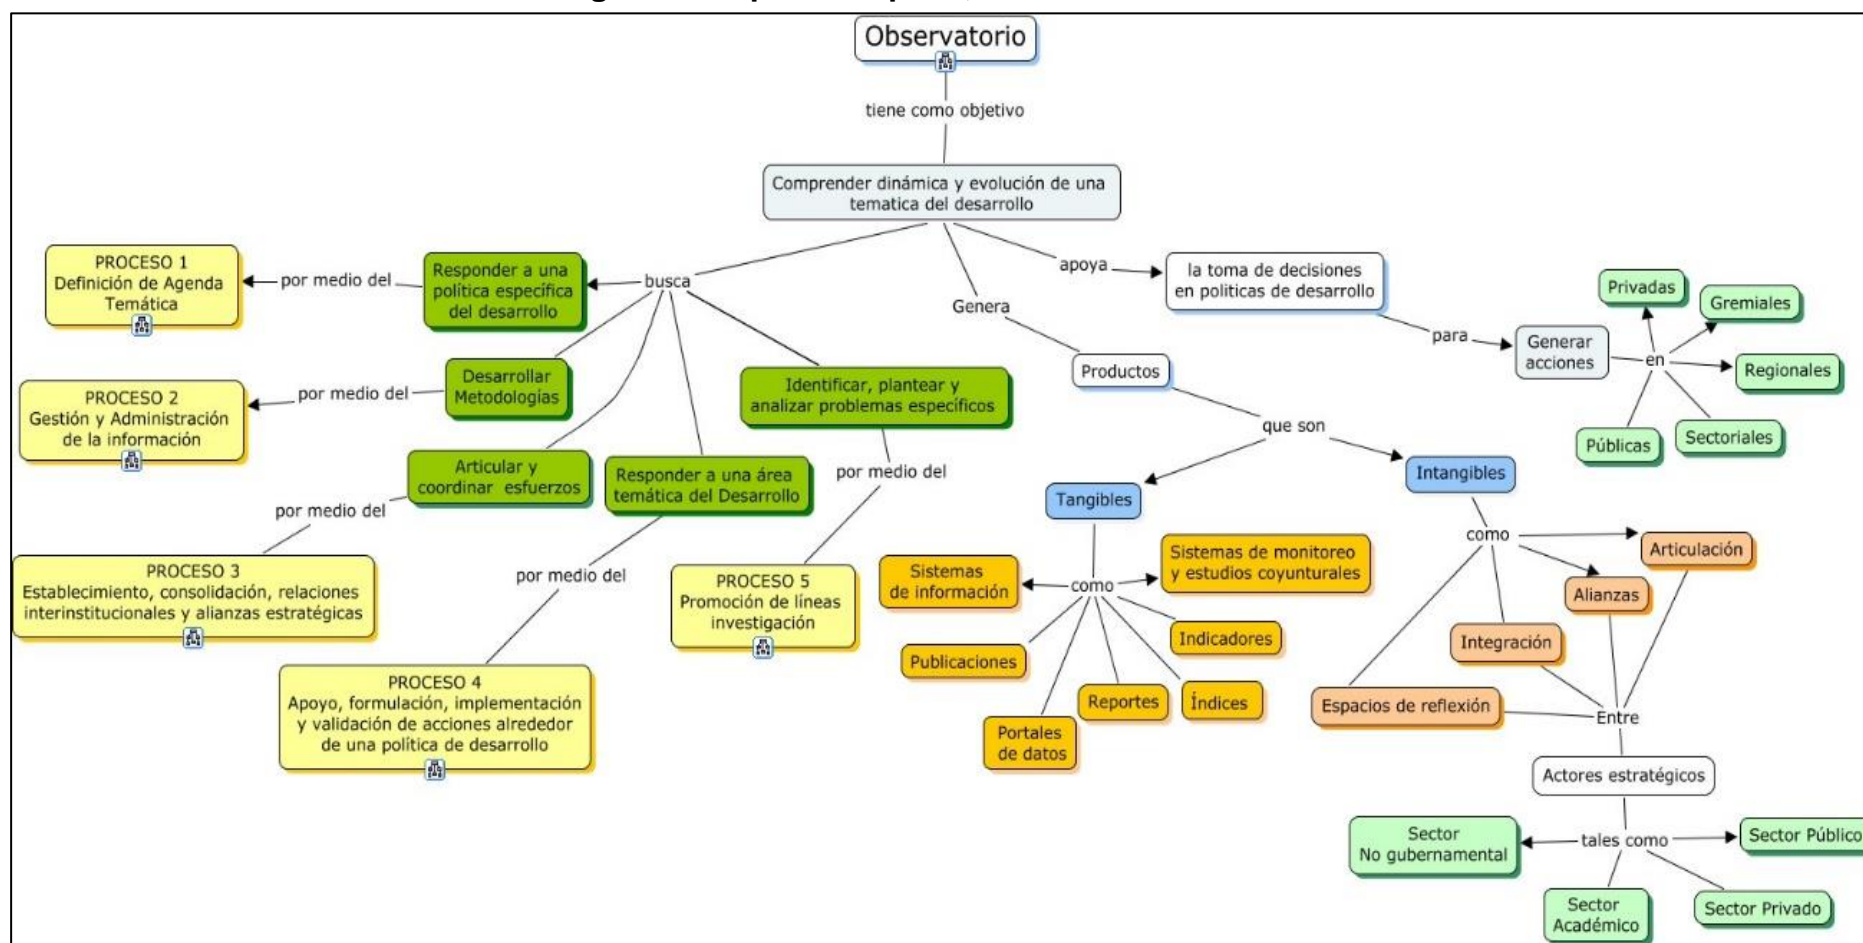 Observatorio
tiene como objetivo
Comprender dinámica y evolución de una
tematica del desarrollo
busca
Responder a una
política específica
del desarrollo
por medio del
PROCESO 1
Definición de Agenda
Temática
Desarrollar
Metodologías
por medio del
PROCESO 2
Gestión y Administración
de la información
Articular y
coordinar esfuerzos
por medio del
PROCESO 3
Establecimiento, consolidación, relaciones
interinstitucionales y alianzas estratégicas
Responder a una área
temática del Desarrollo
por medio del
PROCESO 4
Apoyo, formulación, implementación
y validación de acciones alrededor
de una política de desarrollo
Identificar, plantear y
analizar problemas específicos
por medio del
PROCESO 5
Promoción de líneas
investigación
Genera
Productos
que son
Tangibles
como
Sistemas
de información
Sistemas de monitoreo
y estudios coyunturales
Publicaciones
Indicadores
Portales
de datos
Reportes
Índices
Intangibles
como
Articulación
Alianzas
Integración
Espacios de reflexión
Entre
Actores estratégicos
tales como
Sector
No gubernamental
Sector Público
Sector
Académico
Sector Privado
apoya
la toma de decisiones
en politicas de desarrollo
para
Generar
acciones
en
Privadas
Gremiales
Regionales
Sectoriales
Públicas